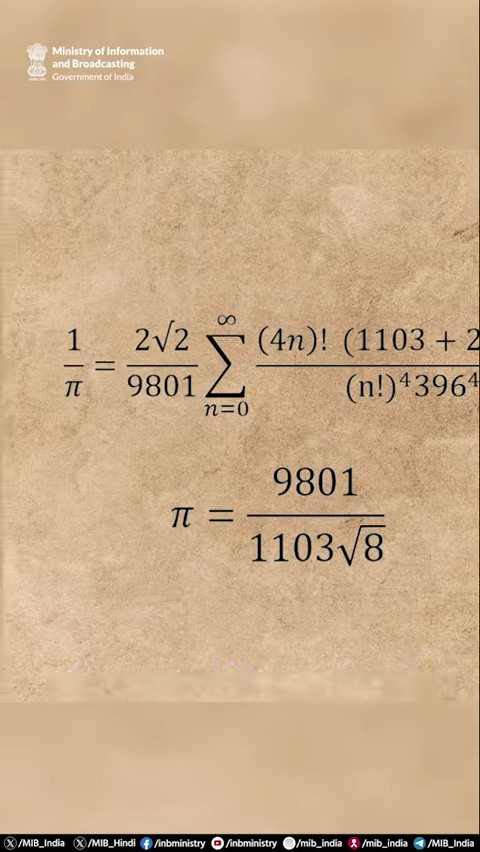 Ministry of Information
and Broadcasting
Government of India
1/π = 2√2/9801 ∑_{n=0}^{∞} (4n)! (1103 + 2 / (n!)⁴396⁴
π = 9801/1103√8
/MIB_India /MIB_Hindi /inbministry /inbministry /mib_india /mib_india /MIB_India